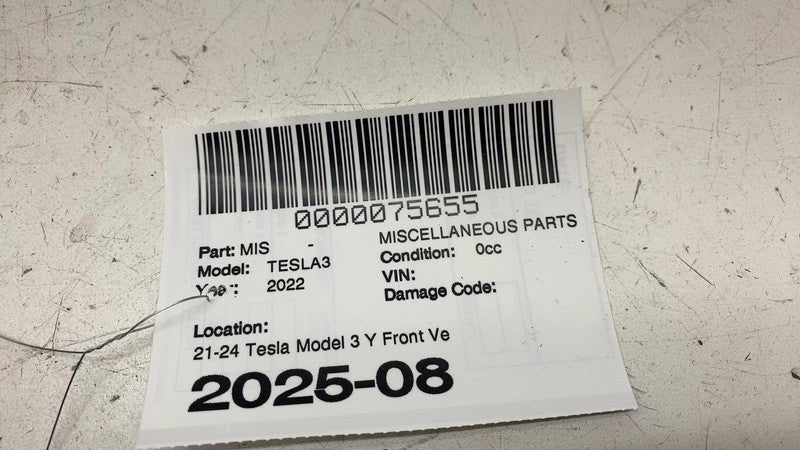 0000075655
Part: MIS - MISCELLANEOUS PARTS
Model: TESLA3 Condition: 0cc
2022 VIN:
Damage Code:
Location:
21-24 Tesla Model 3 Y Front Ve
2025-08